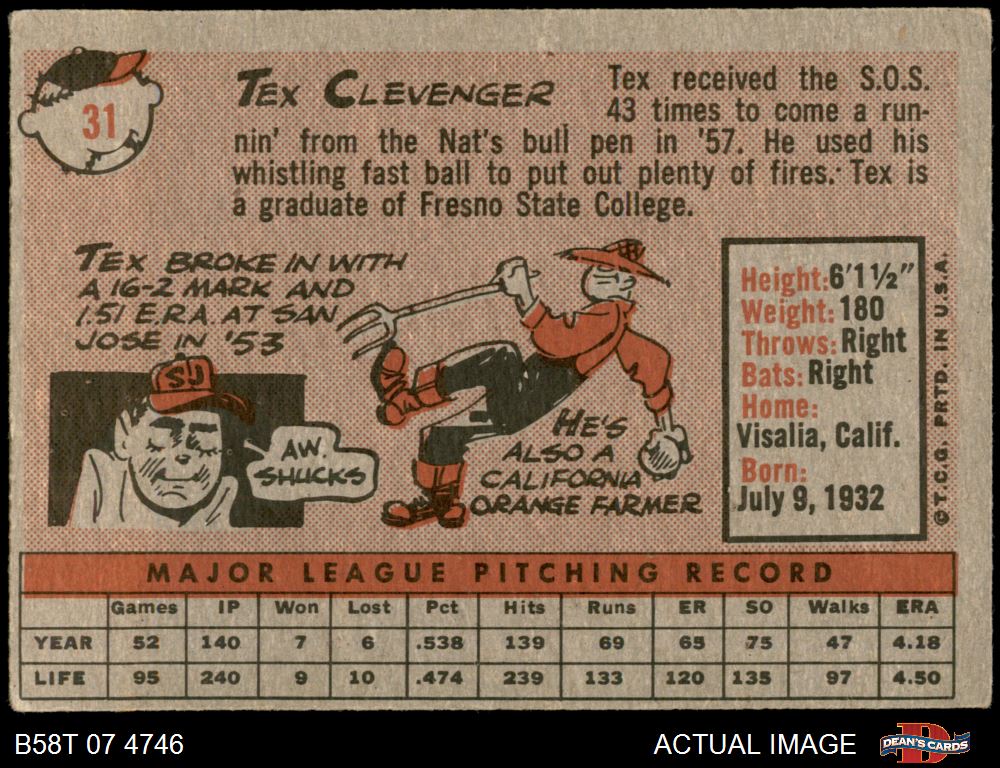 31
TEX CLEVENGER
Tex received the S.O.S.
43 times to come a run-
nin' from the Nat's bull pen in '57. He used his
whistling fast ball to put out plenty of fires. Tex is
a graduate of Fresno State College.
TEX BROKE IN WITH
A 16-2 MARK AND
1.51 E.R.A. AT SAN
JOSE IN '53
SJ
AW.
SHUCKS
HE'S
ALSO A
CALIFORNIA
ORANGE FARMER
Height: 6'1½"
Weight: 180
Throws: Right
Bats: Right
Home:
Visalia, Calif.
Born:
July 9, 1932
© T.C.G. PRTD. IN U.S.A.
MAJOR LEAGUE PITCHING RECORD
Games IP Won Lost Pct Hits Runs ER SO Walks ERA
YEAR 52 140 7 6 .538 139 69 65 75 47 4.18
LIFE 95 240 9 10 .474 239 133 120 135 97 4.50
B58T 07 4746
ACTUAL IMAGE
D
DEAN'S CARDS